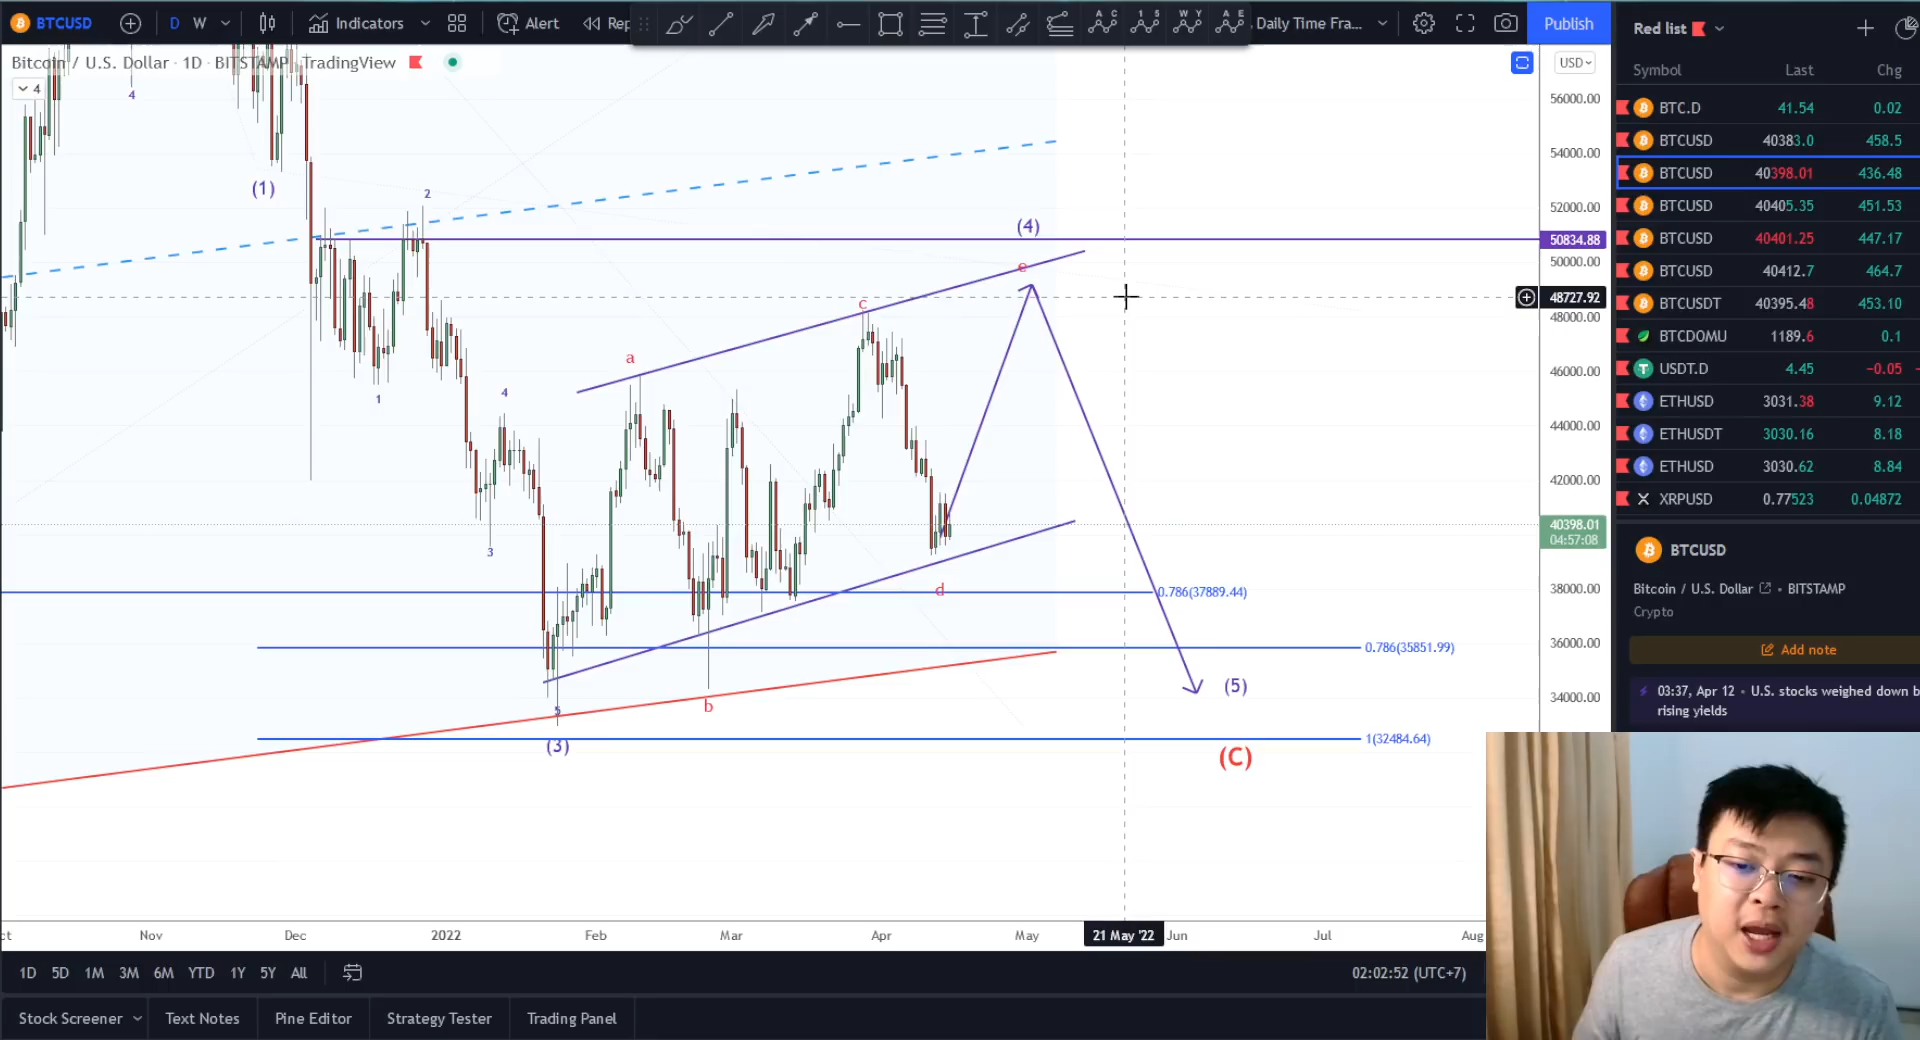 BTCUSD D W Indicators Alert Rep Daily Time Fra... Publish
Red list
Bitcoin / U.S. Dollar · 1D · BITSTAMP · TradingView
USD
4
Symbol Last Chg
BTC.D 41.54 0.02
BTCUSD 40383.0 458.5
BTCUSD 40398.01 436.48
BTCUSD 40405.35 451.53
BTCUSD 40401.25 447.17
BTCUSD 40412.7 464.7
BTCUSDT 40395.48 453.10
BTCDOMU 1189.6 0.1
USDT.D 4.45 −0.05
ETHUSD 3031.38 9.12
ETHUSDT 3030.16 8.18
ETHUSD 3030.62 8.84
XRPUSD 0.77523 0.04872
BTCUSD
Bitcoin / U.S. Dollar • BITSTAMP
Crypto
Add note
03:37, Apr 12 • U.S. stocks weighed down b
rising yields
56000.00
54000.00
52000.00
50834.88
50000.00
48727.92
48000.00
46000.00
44000.00
42000.00
40398.01
04:57:08
38000.00
36000.00
34000.00
4
(1)
2
(4)
e
c
a
4
1
3
d
0.786(37889.44)
0.786(35851.99)
(5)
b
5
(3)
1(32484.64)
(C)
ct Nov Dec 2022 Feb Mar Apr May 21 May '22 Jun Jul Aug
1D 5D 1M 3M 6M YTD 1Y 5Y All 02:02:52 (UTC+7)
Stock Screener Text Notes Pine Editor Strategy Tester Trading Panel